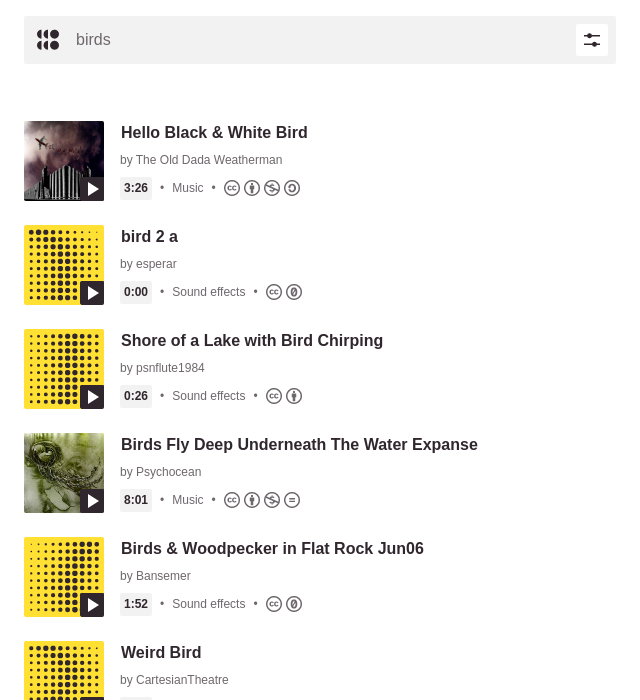 birds
Hello Black & White Bird
by The Old Dada Weatherman
3:26 • Music •
bird 2 a
by esperar
0:00 • Sound effects •
Shore of a Lake with Bird Chirping
by psnflute1984
0:26 • Sound effects •
Birds Fly Deep Underneath The Water Expanse
by Psychocean
8:01 • Music •
Birds & Woodpecker in Flat Rock Jun06
by Bansemer
1:52 • Sound effects •
Weird Bird
by CartesianTheatre